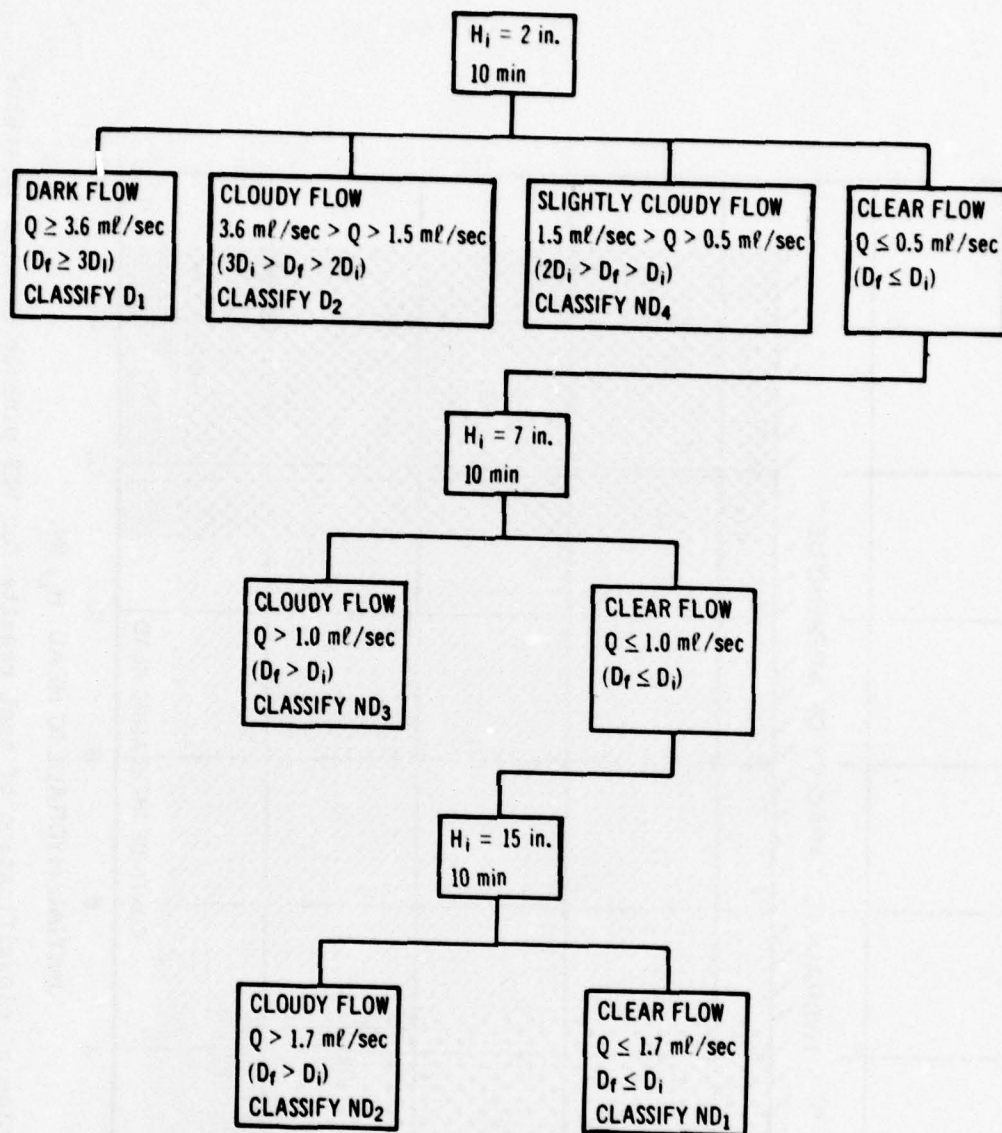 H_i = 2 in.
10 min
DARK FLOW
Q ≥ 3.6 mℓ/sec
(D_f ≥ 3D_i)
CLASSIFY D_1
CLOUDY FLOW
3.6 mℓ/sec > Q > 1.5 mℓ/sec
(3D_i > D_f > 2D_i)
CLASSIFY D_2
SLIGHTLY CLOUDY FLOW
1.5 mℓ/sec > Q > 0.5 mℓ/sec
(2D_i > D_f > D_i)
CLASSIFY ND_4
CLEAR FLOW
Q ≤ 0.5 mℓ/sec
(D_f ≤ D_i)
H_i = 7 in.
10 min
CLOUDY FLOW
Q > 1.0 mℓ/sec
(D_f > D_i)
CLASSIFY ND_3
CLEAR FLOW
Q ≤ 1.0 mℓ/sec
(D_f ≤ D_i)
H_i = 15 in.
10 min
CLOUDY FLOW
Q > 1.7 mℓ/sec
(D_f > D_i)
CLASSIFY ND_2
CLEAR FLOW
Q ≤ 1.7 mℓ/sec
D_f ≤ D_i
CLASSIFY ND_1